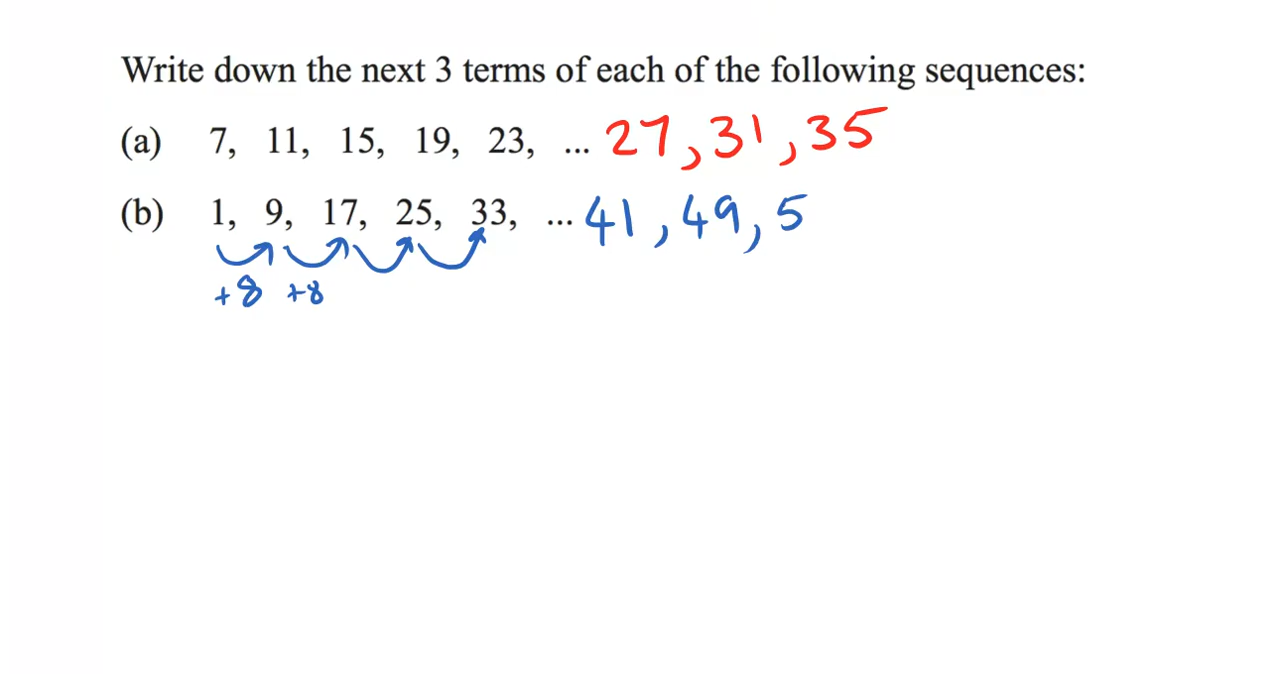 Write down the next 3 terms of each of the following sequences:
(a) 7, 11, 15, 19, 23, ... 27, 31, 35
(b) 1, 9, 17, 25, 33, ... 41, 49, 5
+8 +8